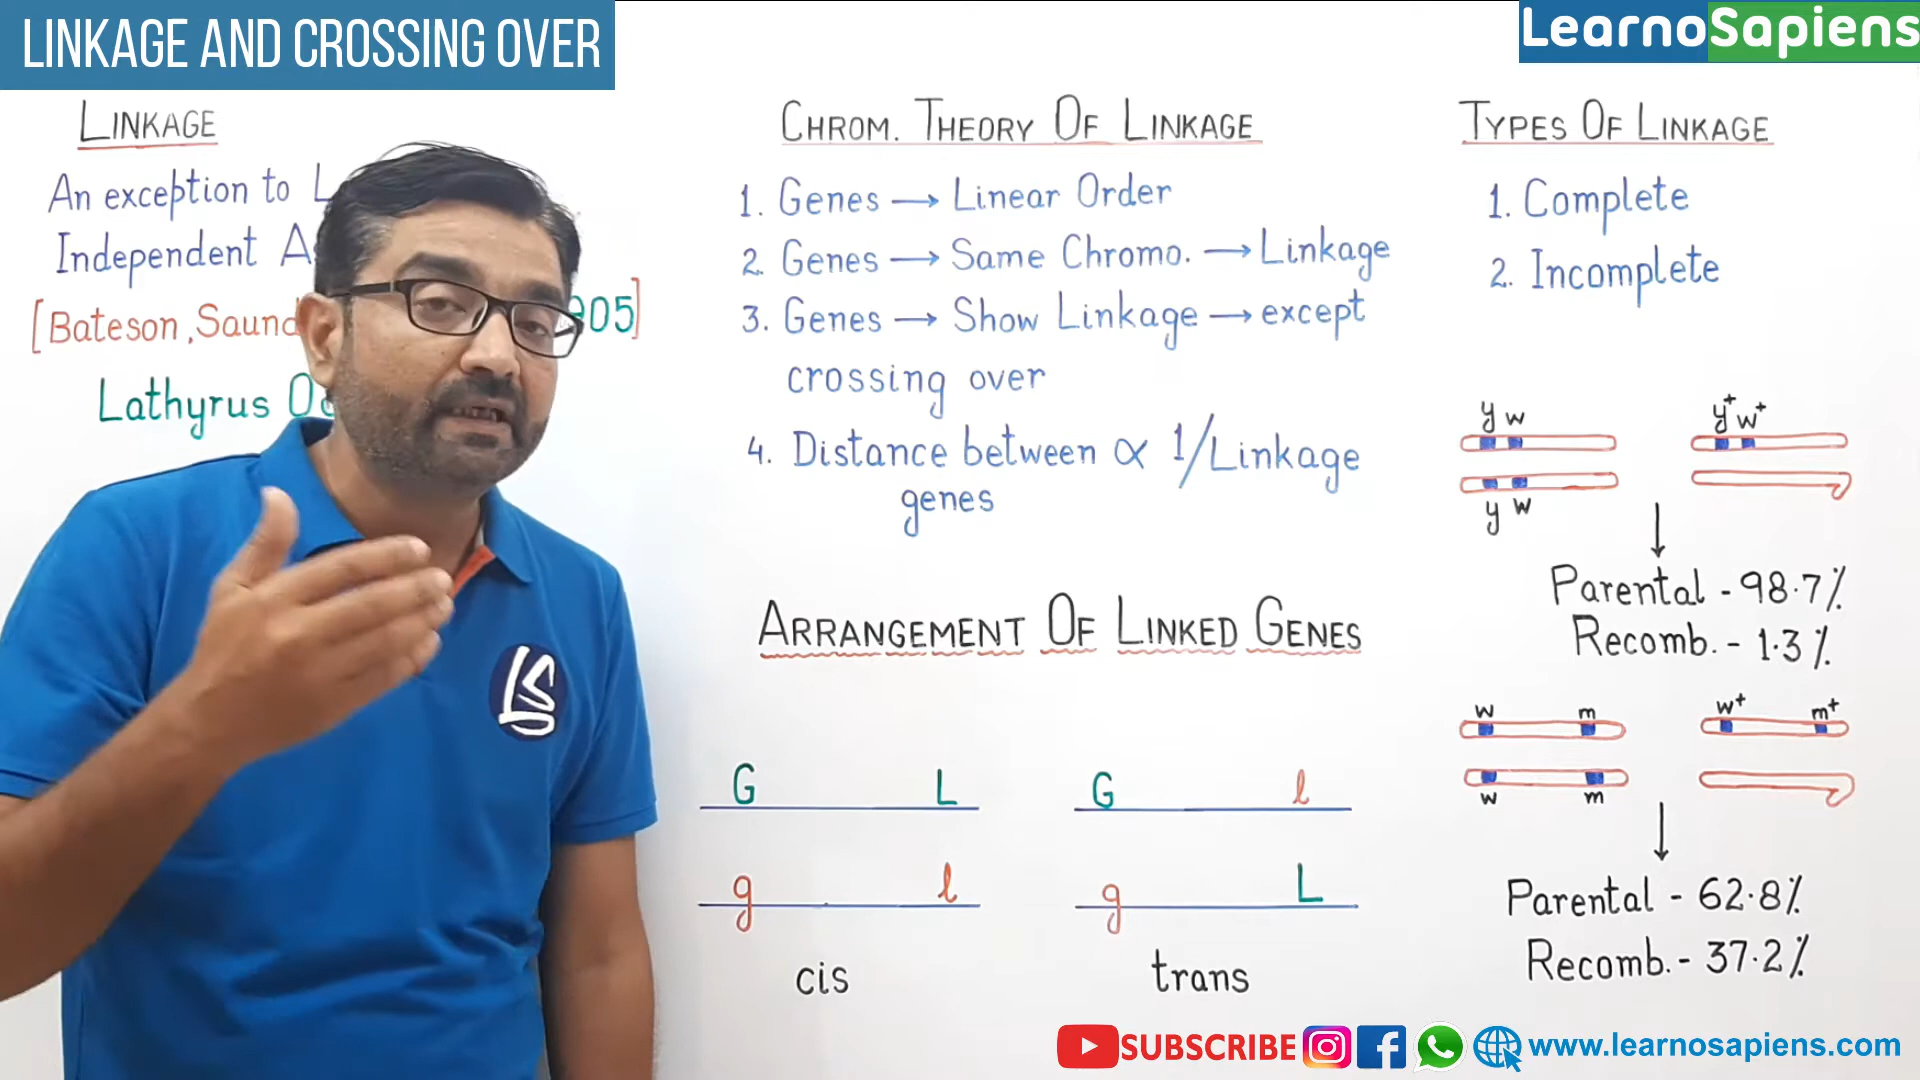 LINKAGE AND CROSSING OVER
LearnoSapiens
LINKAGE
An exception to
Independent
[Bateson, 05]
Lathyrus
CHROM. THEORY OF LINKAGE
1. Genes → Linear Order
2. Genes → Same Chromo. → Linkage
3. Genes → Show Linkage → except
crossing over
4. Distance between ∝ 1/Linkage
genes
ARRANGEMENT OF LINKED GENES
G L
g l
cis
G l
g L
trans
TYPES OF LINKAGE
1. Complete
2. Incomplete
y w
y w
y+ w+
Parental - 98.7%
Recomb. - 1.3%
w m
w m
w+ m+
Parental - 62.8%
Recomb. - 37.2%
LS
SUBSCRIBE
www.learnosapiens.com